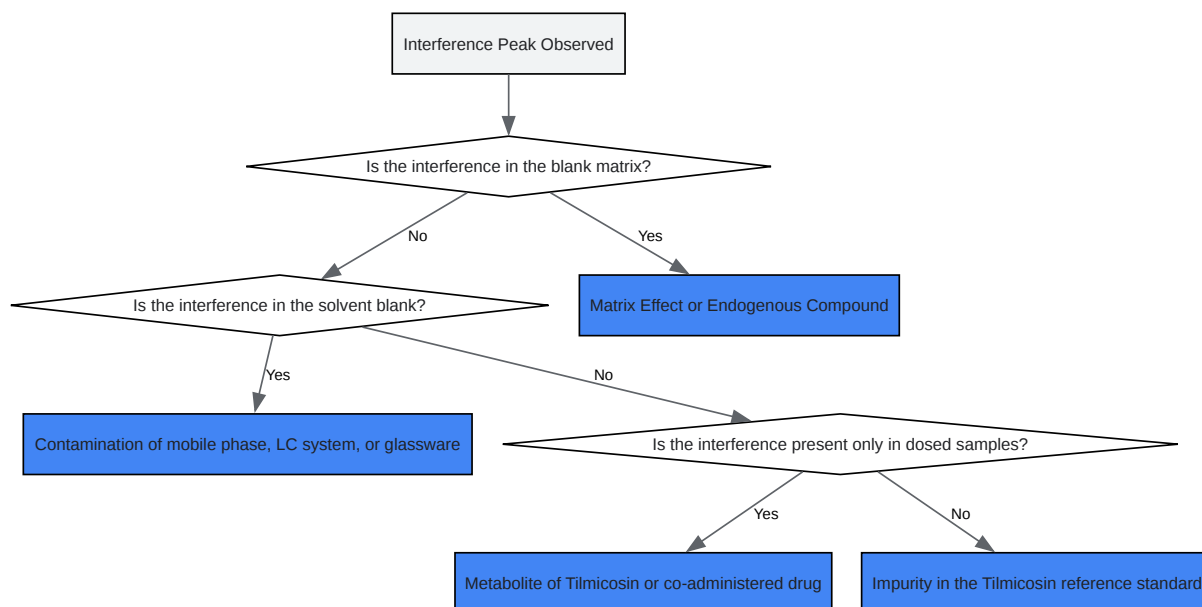 Interference Peak Observed
Is the interference in the blank matrix?
No
Yes
Is the interference in the solvent blank?
Matrix Effect or Endogenous Compound
Yes
No
Contamination of mobile phase, LC system, or glassware
Is the interference present only in dosed samples?
Yes
No
Metabolite of Tilmicosin or co-administered drug
Impurity in the Tilmicosin reference standard